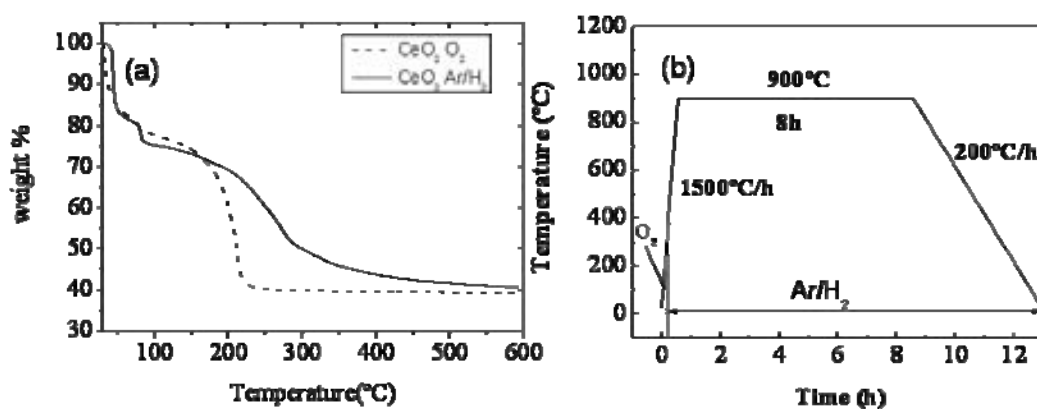 (a)
CeO2 O2
CeO2 Ar/H2
weight %
100
90
80
70
60
50
40
30
100 200 300 400 500 600
Temperature(°C)
(b)
Temperature (°C)
1200
1000
800
600
400
200
0
900°C
8h
1500°C/h
200°C/h
O2
Ar/H2
0 2 4 6 8 10 12
Time (h)